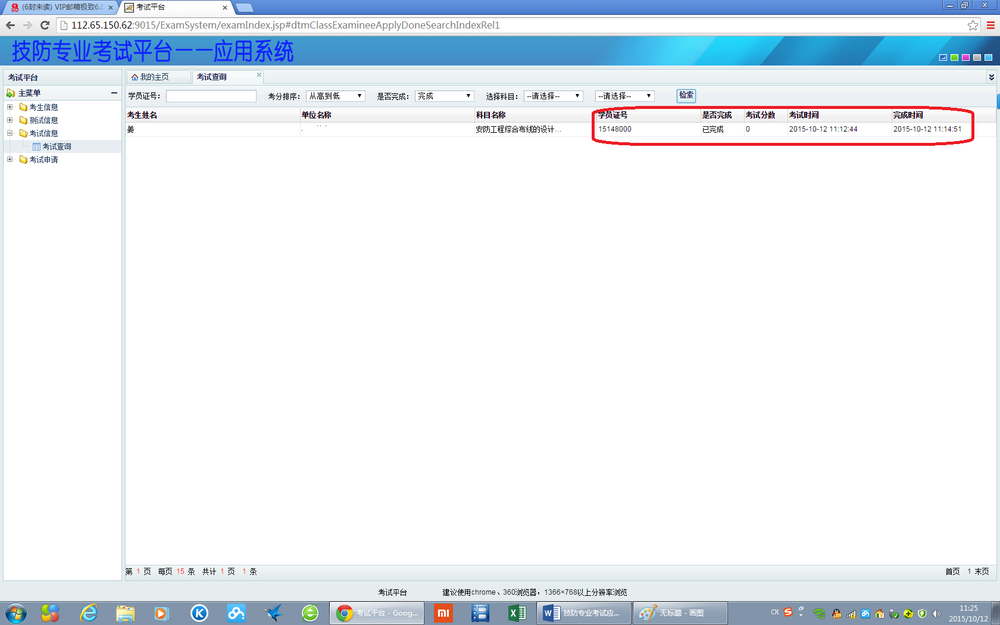 (6封未读) VIP邮箱极致6.0
考试平台
112.65.150.62:9015/ExamSystem/examIndex.jsp#dtmClassExamineeApplyDoneSearchIndexRel1
技防专业考试平台——应用系统
考试平台
主菜单
考生信息
测试信息
考试信息
考试查询
考试申请
我的主页
考试查询
学员证号：
考分排序： 从高到低
是否完成： 完成
选择科目： --请选择-- --请选择--
检索
考生姓名 单位名称 科目名称 学员证号 是否完成 考试分数 考试时间 完成时间
姜 安防工程综合布线的设计... 15148000 已完成 0 2015-10-12 11:12:44 2015-10-12 11:14:51
第 1 页 每页 15 条 共计 1 页 1 条
首页 1 末页
考试平台 建议使用chrome、360浏览器，1366×768以上分辨率浏览
考试平台 - Goog...
技防专业考试应...
无标题 - 画图
CH
11:25
2015/10/12